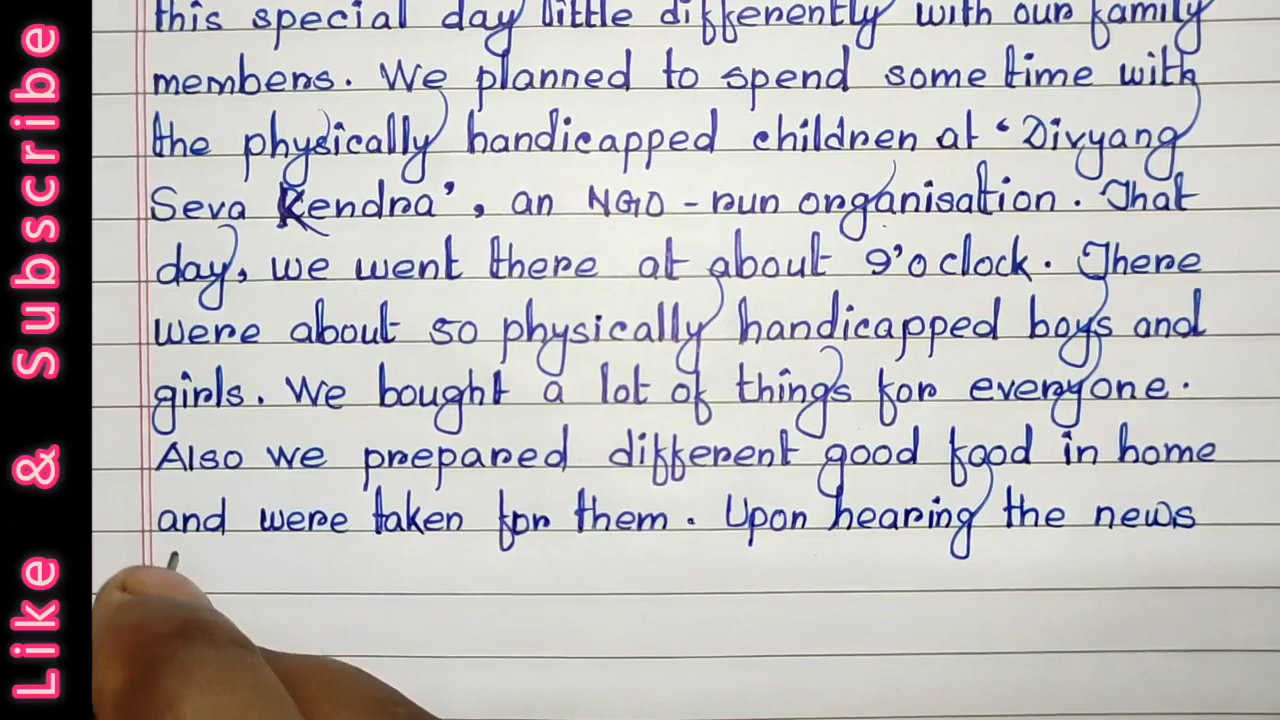 Like & Subscribe
this special day little differently with our family
members. We planned to spend some time with
the physically handicapped children at 'Divyang
Seva Kendra', an NGO-run organisation. That
day, we went there at about 9'o clock. There
were about 50 physically handicapped boys and
girls. We bought a lot of things for everyone.
Also we prepared different good food in home
and were taken for them. Upon hearing the news